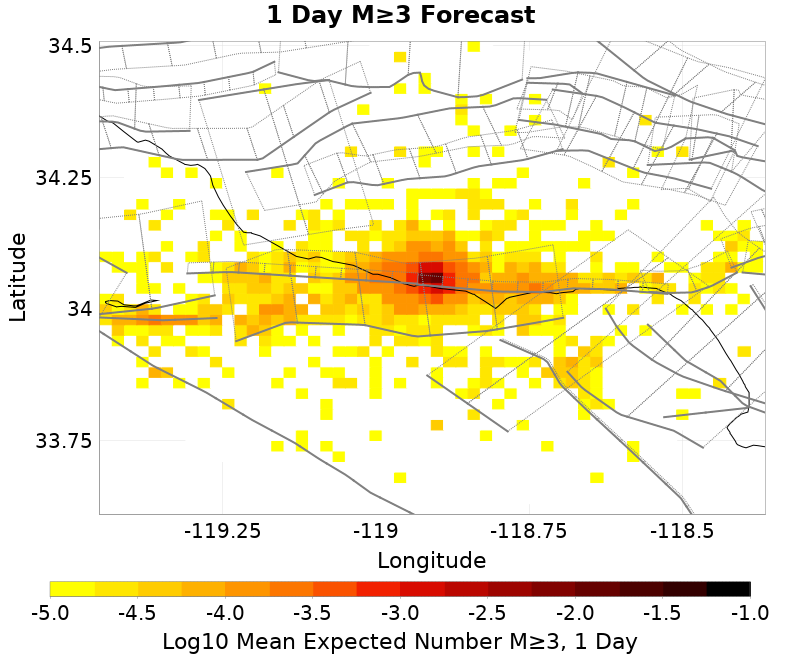 1 Day M≥3 Forecast
34.5
34.25
34
33.75
Latitude
-119.25 -119 -118.75 -118.5
Longitude
-5.0 -4.5 -4.0 -3.5 -3.0 -2.5 -2.0 -1.5 -1.0
Log10 Mean Expected Number M≥3, 1 Day